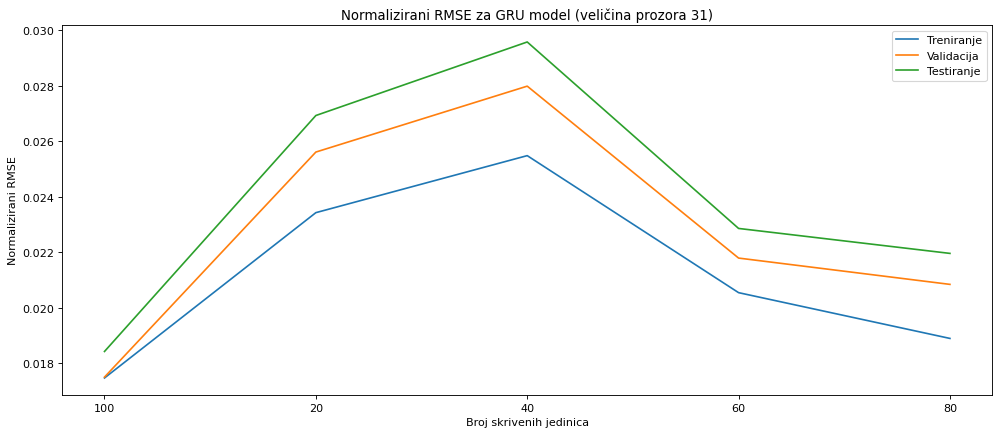 Normalizirani RMSE za GRU model (veličina prozora 31)
Treniranje
Validacija
Testiranje
Normalizirani RMSE
0.030
0.028
0.026
0.024
0.022
0.020
0.018
100 20 40 60 80
Broj skrivenih jedinica